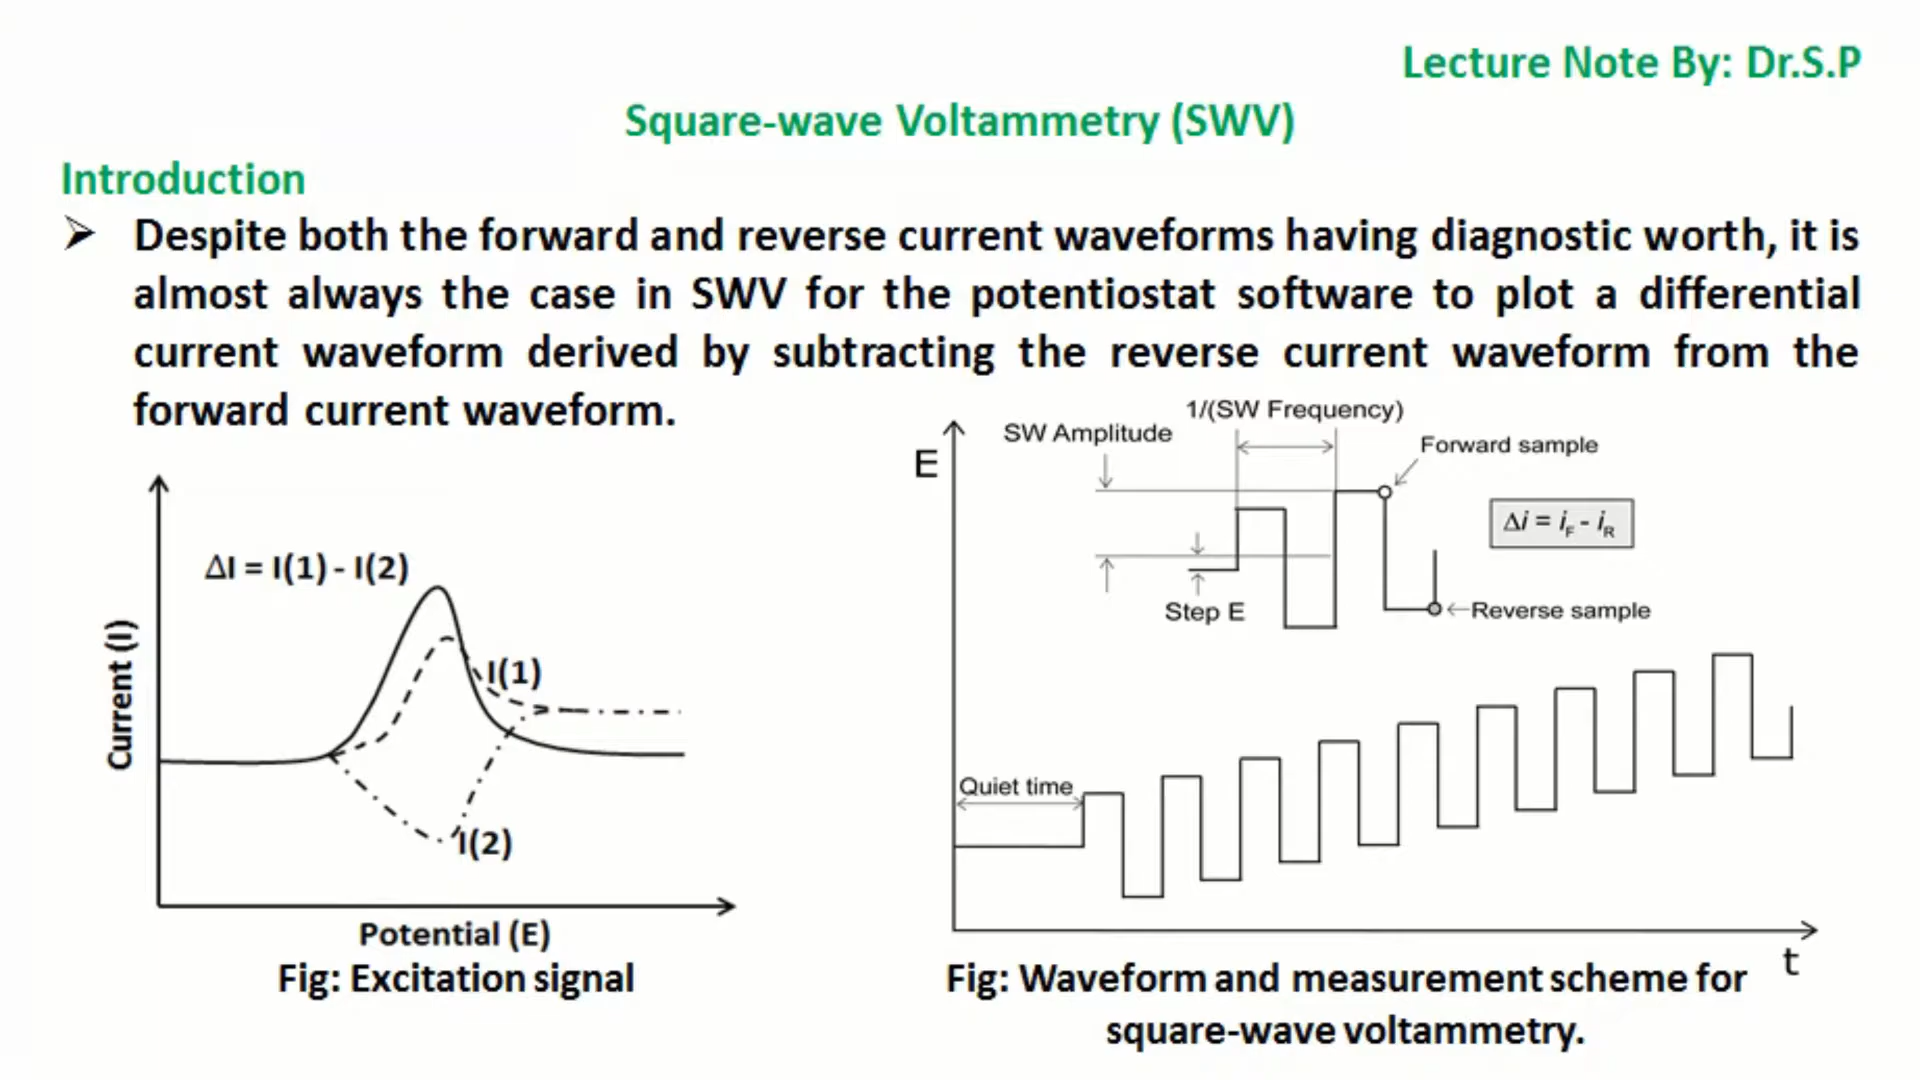 Lecture Note By: Dr.S.P
Square-wave Voltammetry (SWV)
Introduction
➢ Despite both the forward and reverse current waveforms having diagnostic worth, it is
almost always the case in SWV for the potentiostat software to plot a differential
current waveform derived by subtracting the reverse current waveform from the
forward current waveform.
ΔI = I(1) - I(2)
I(1)
I(2)
Current (I)
Potential (E)
Fig: Excitation signal
1/(SW Frequency)
SW Amplitude
Forward sample
E
Δi = iF - iR
Step E
Reverse sample
Quiet time
t
Fig: Waveform and measurement scheme for
square-wave voltammetry.